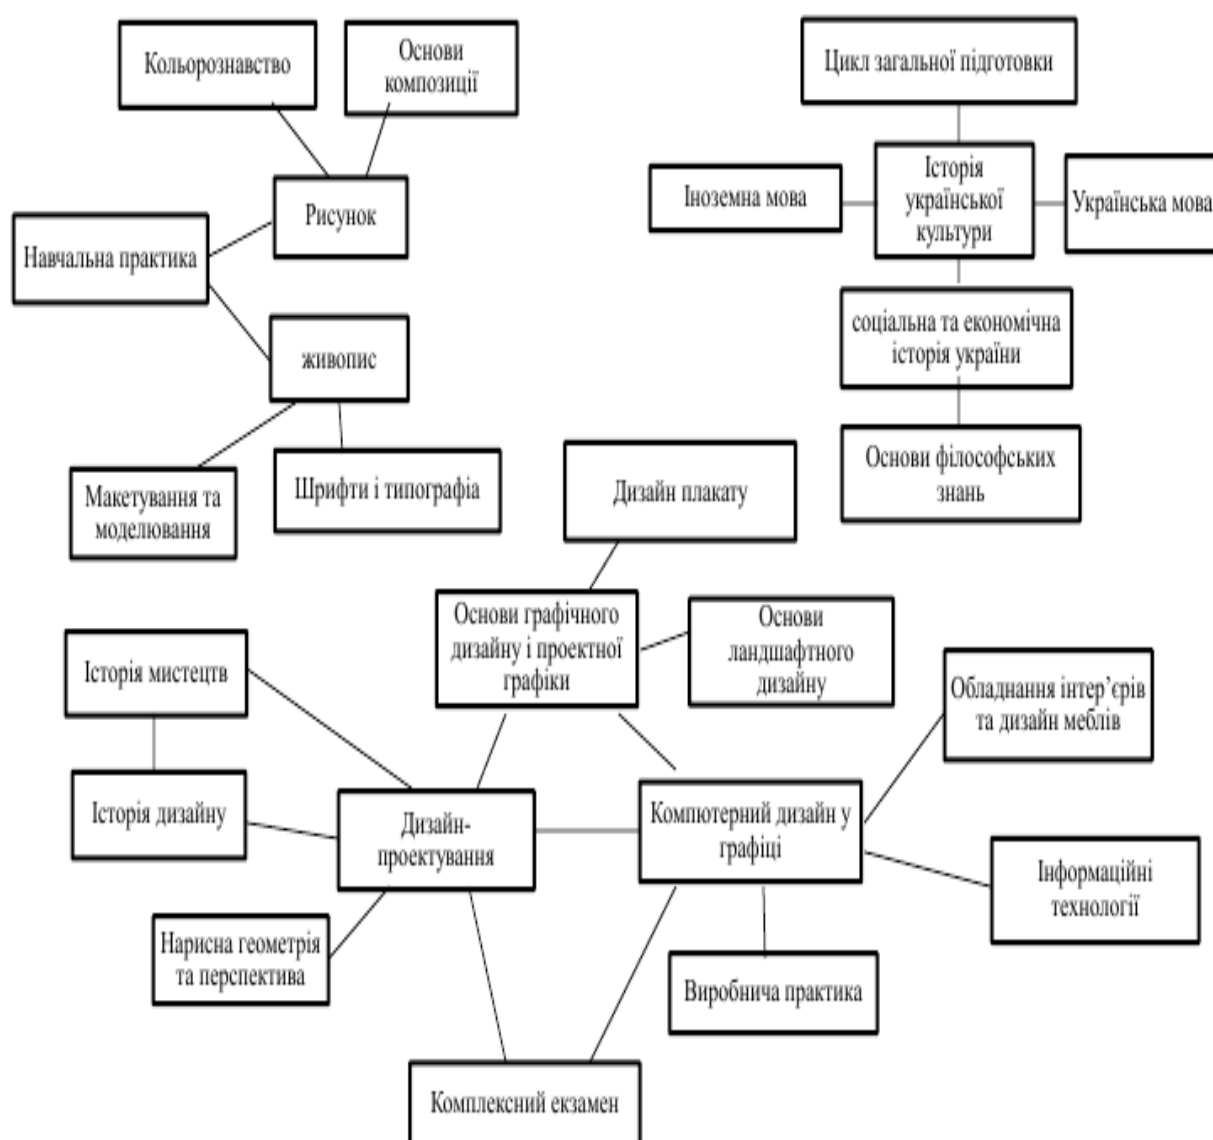 Кольорознавство
Основи
композиції
Цикл загальної підготовки
Рисунок
Навчальна практика
Іноземна мова
Історія
української
культури
Українська мова
живопис
соціальна та економічна
історія україни
Макетування та
моделювання
Шрифти і типографіа
Основи філософських
знань
Дизайн плакату
Основи графічного
дизайну і проектної
графіки
Основи
ландшафтного
дизайну
Історія мистецтв
Обладнання інтер’єрів
та дизайн меблів
Історія дизайну
Дизайн-
проектування
Компютерний дизайн у
графіці
Інформаційні
технології
Нарисна геометрія
та перспектива
Виробнича практика
Комплексний екзамен